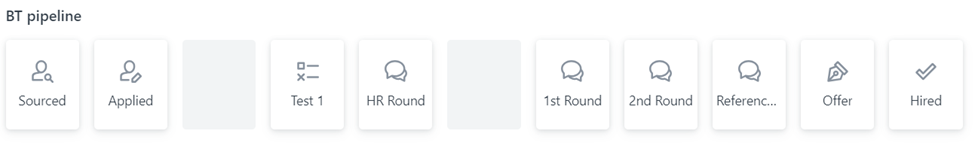 BT pipeline
Sourced
Applied
Test 1
HR Round
1st Round
2nd Round
Referenc...
Offer
Hired